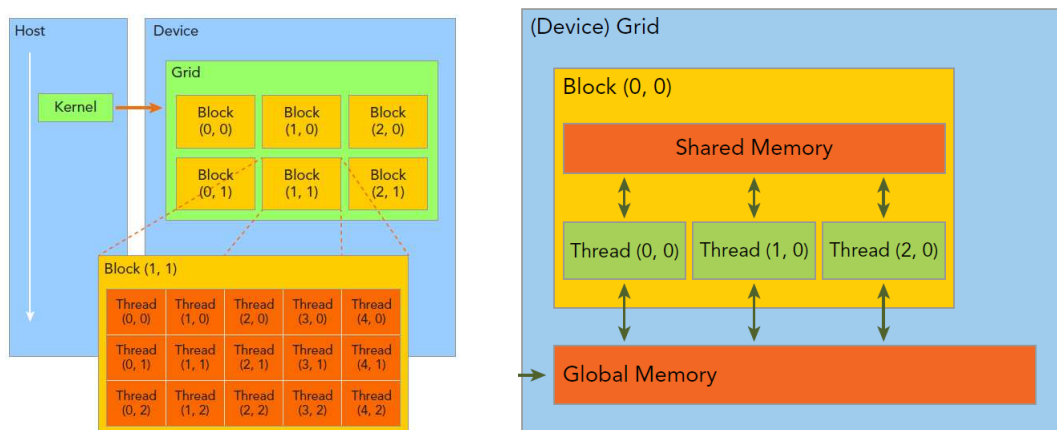 Host
Device
Grid
Kernel
Block
(0, 0)
Block
(1, 0)
Block
(2, 0)
Block
(0, 1)
Block
(1, 1)
Block
(2, 1)
Block (1, 1)
Thread
(0, 0)
Thread
(1, 0)
Thread
(2, 0)
Thread
(3, 0)
Thread
(4, 0)
Thread
(0, 1)
Thread
(1, 1)
Thread
(2, 1)
Thread
(3, 1)
Thread
(4, 1)
Thread
(0, 2)
Thread
(1, 2)
Thread
(2, 2)
Thread
(3, 2)
Thread
(4, 2)
(Device) Grid
Block (0, 0)
Shared Memory
Thread (0, 0)
Thread (1, 0)
Thread (2, 0)
Global Memory